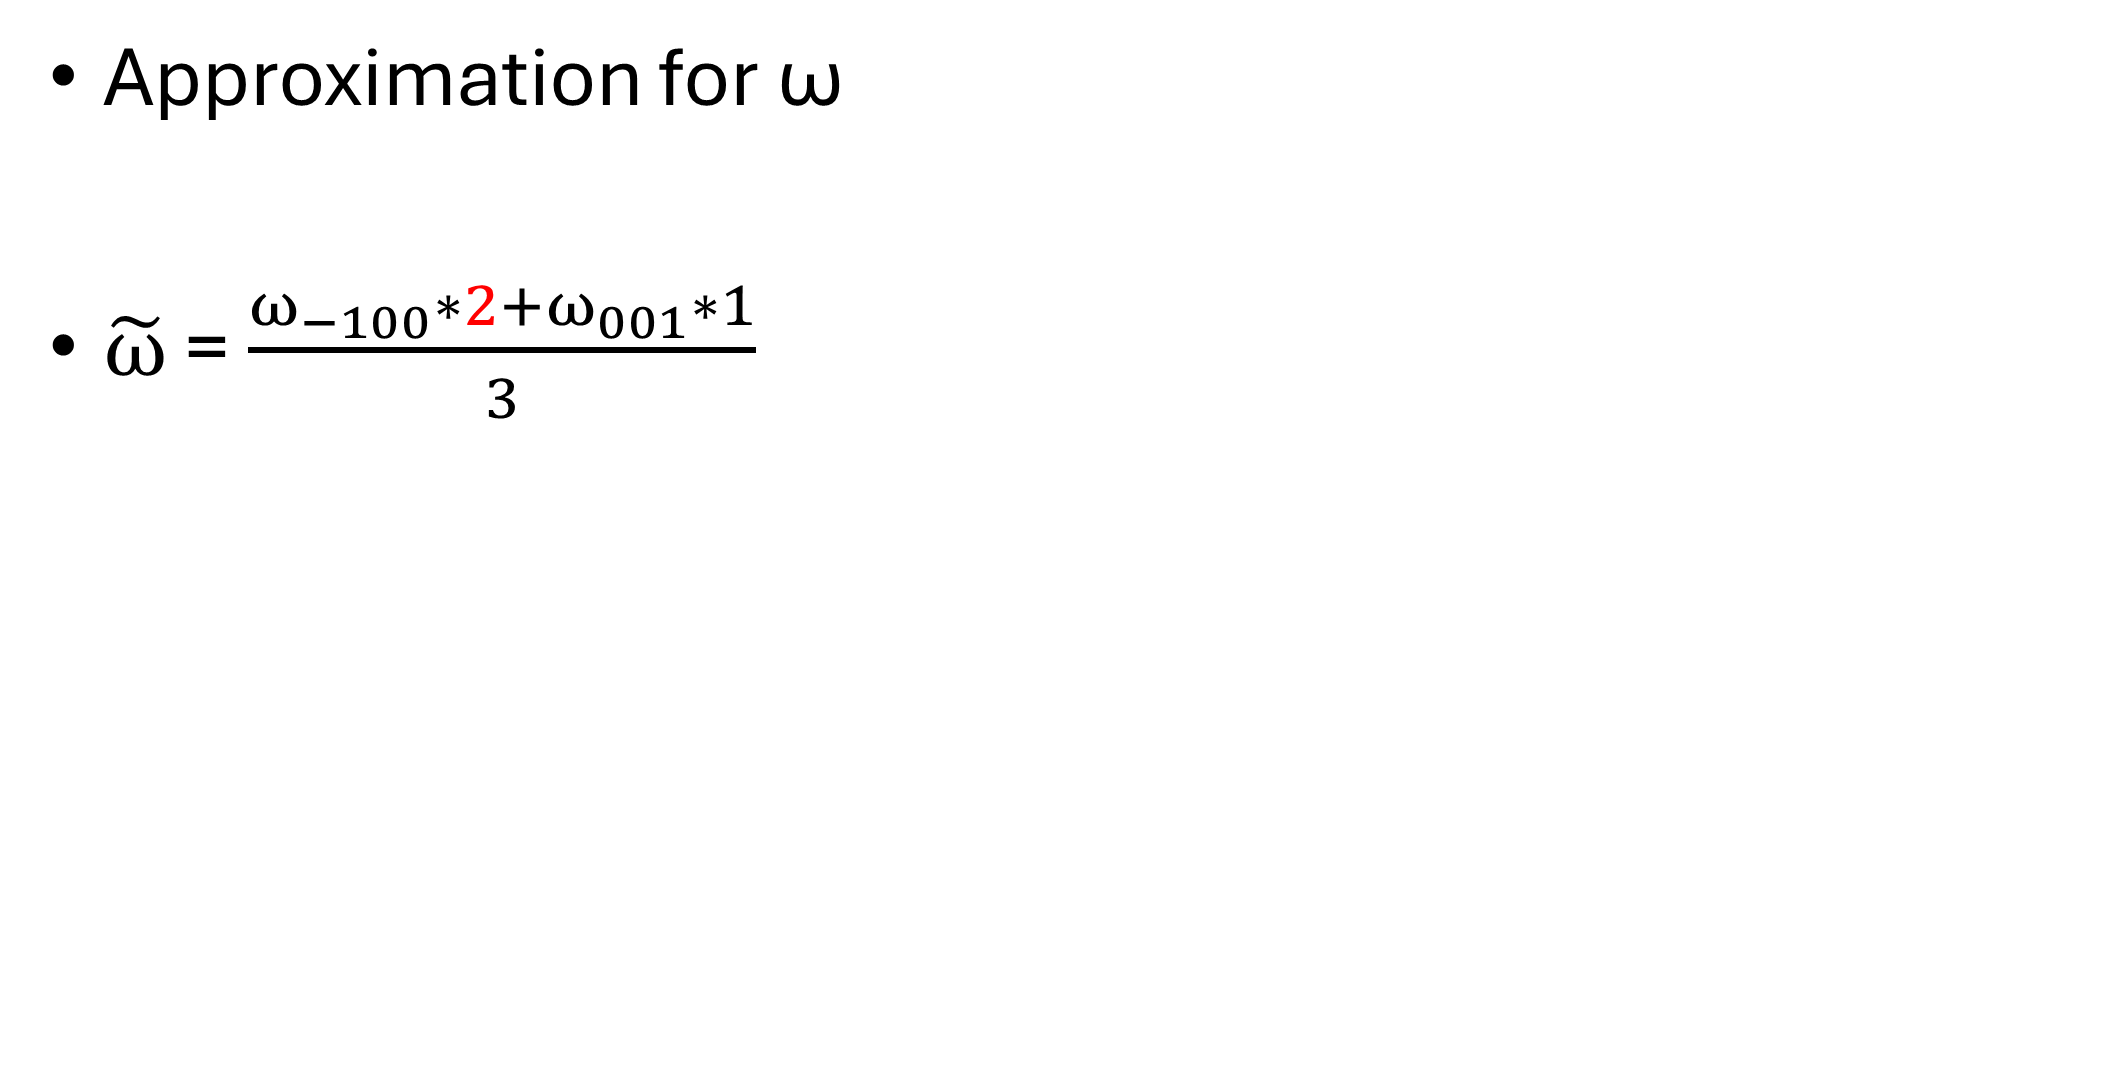 • Approximation for ω
• ω̃ = (ω₋₁₀₀*2+ω₀₀₁*1)/3